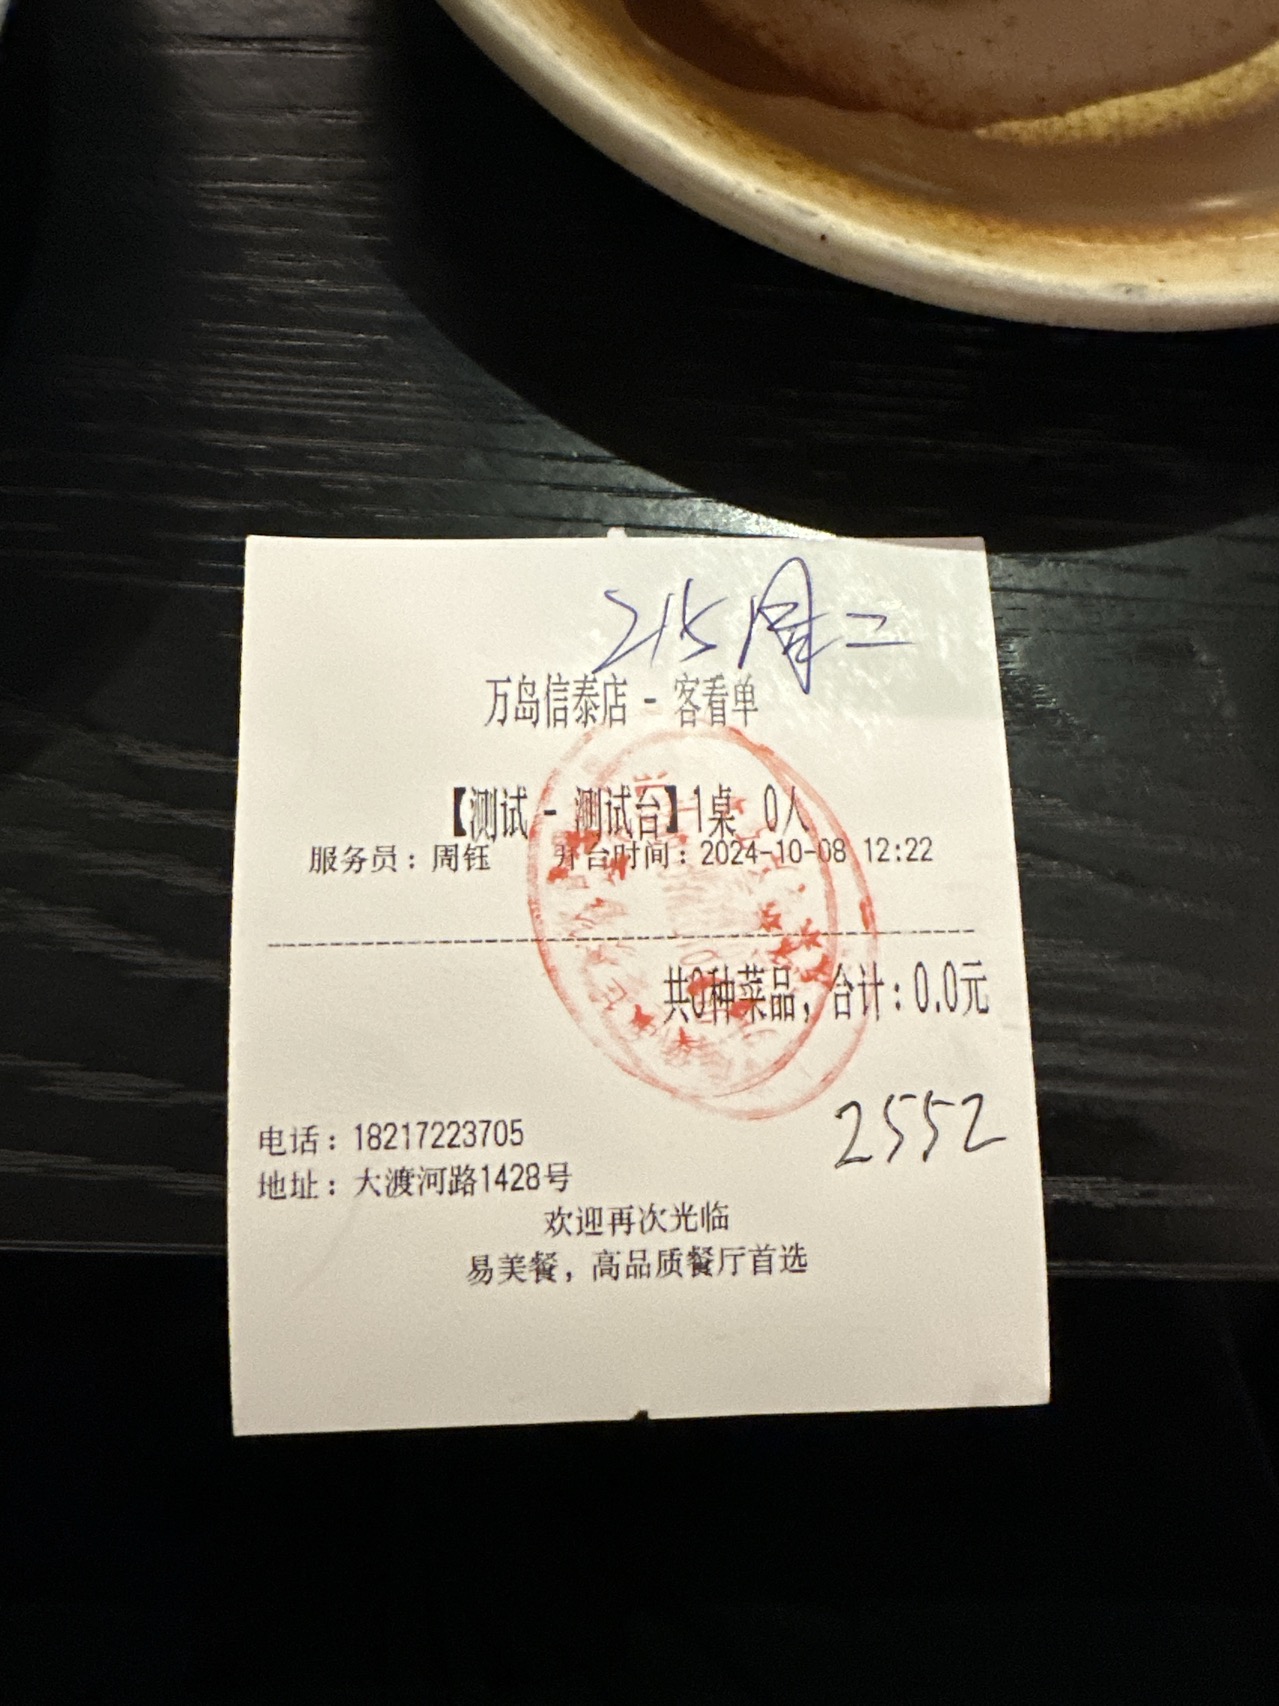 215 周二
万岛信泰店 - 客看单
【测试 - 测试台】1桌 0人
服务员：周钰 开台时间：2024-10-08 12:22
共0种菜品，合计：0.0元
2552
电话：18217223705
地址：大渡河路1428号
欢迎再次光临
易美餐，高品质餐厅首选